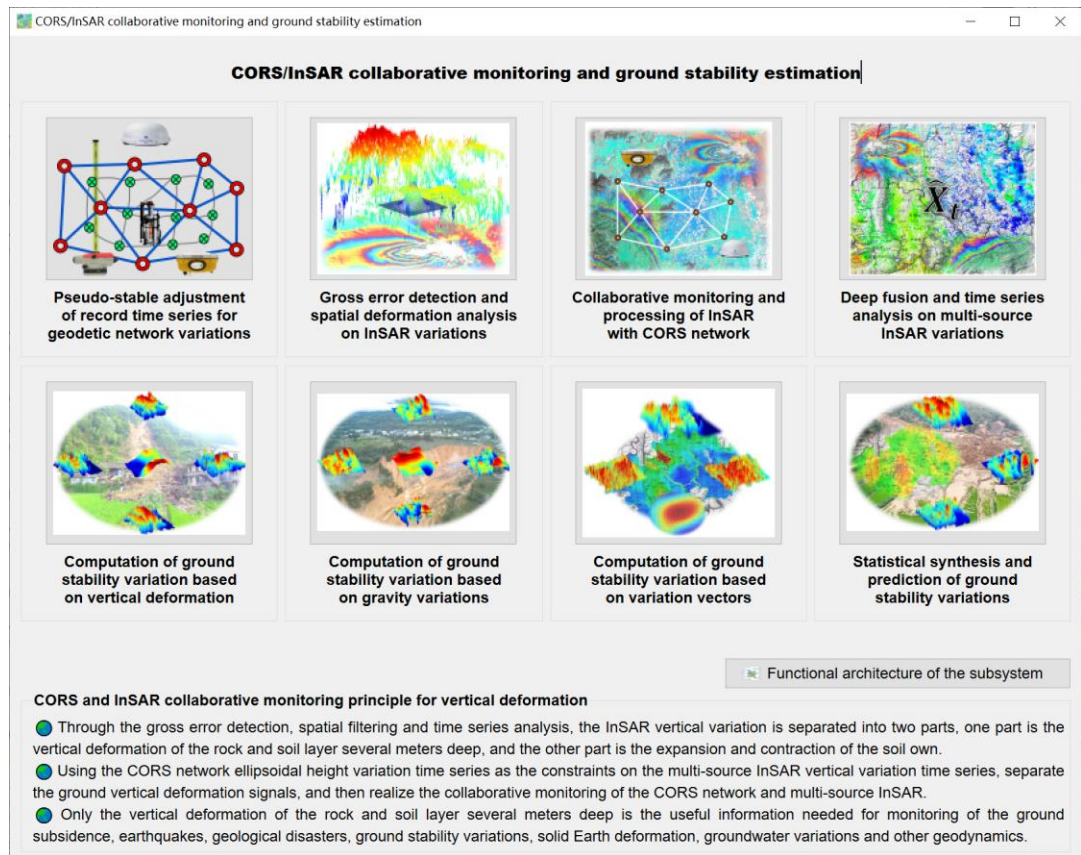 CORS/InSAR collaborative monitoring and ground stability estimation
CORS/InSAR collaborative monitoring and ground stability estimation
X̂t
Pseudo-stable adjustment
of record time series for
geodetic network variations
Gross error detection and
spatial deformation analysis
on InSAR variations
Collaborative monitoring and
processing of InSAR
with CORS network
Deep fusion and time series
analysis on multi-source
InSAR variations
Computation of ground
stability variation based
on vertical deformation
Computation of ground
stability variation based
on gravity variations
Computation of ground
stability variation based
on variation vectors
Statistical synthesis and
prediction of ground
stability variations
Functional architecture of the subsystem
CORS and InSAR collaborative monitoring principle for vertical deformation
Through the gross error detection, spatial filtering and time series analysis, the InSAR vertical variation is separated into two parts, one part is the
vertical deformation of the rock and soil layer several meters deep, and the other part is the expansion and contraction of the soil own.
Using the CORS network ellipsoidal height variation time series as the constraints on the multi-source InSAR vertical variation time series, separate
the ground vertical deformation signals, and then realize the collaborative monitoring of the CORS network and multi-source InSAR.
Only the vertical deformation of the rock and soil layer several meters deep is the useful information needed for monitoring of the ground
subsidence, earthquakes, geological disasters, ground stability variations, solid Earth deformation, groundwater variations and other geodynamics.